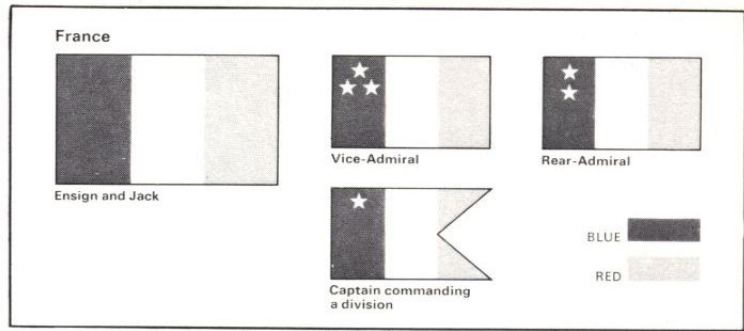 France
Ensign and Jack
Vice-Admiral
Rear-Admiral
Captain commanding
a division
BLUE
RED